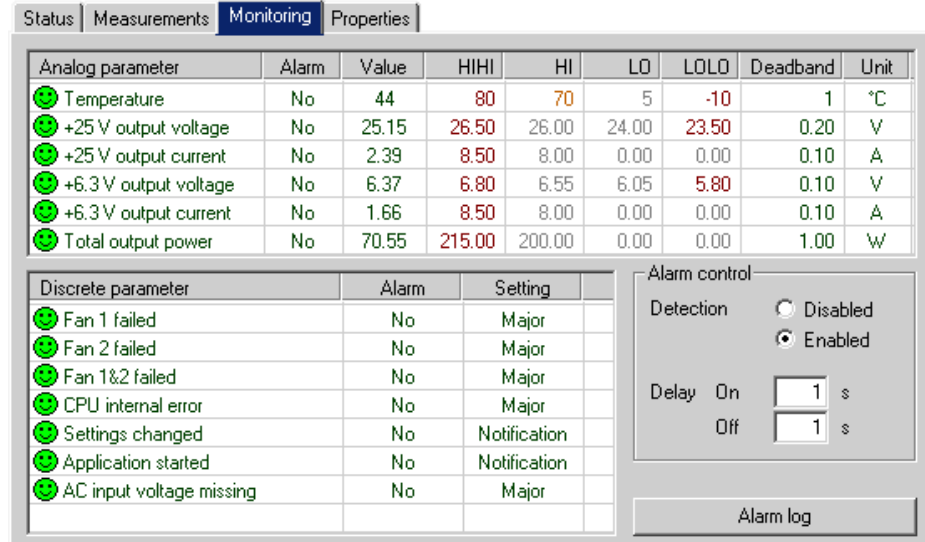 Status Measurements Monitoring Properties
Analog parameter Alarm Value HIHI HI LO LOLO Deadband Unit
Temperature No 44 80 70 5 -10 1 °C
+25 V output voltage No 25.15 26.50 26.00 24.00 23.50 0.20 V
+25 V output current No 2.39 8.50 8.00 0.00 0.00 0.10 A
+6.3 V output voltage No 6.37 6.80 6.55 6.05 5.80 0.10 V
+6.3 V output current No 1.66 8.50 8.00 0.00 0.00 0.10 A
Total output power No 70.55 215.00 200.00 0.00 0.00 1.00 W
Discrete parameter Alarm Setting
Fan 1 failed No Major
Fan 2 failed No Major
Fan 1&2 failed No Major
CPU internal error No Major
Settings changed No Notification
Application started No Notification
AC input voltage missing No Major
Alarm control
Detection Disabled
Enabled
Delay On 1 s
Off 1 s
Alarm log